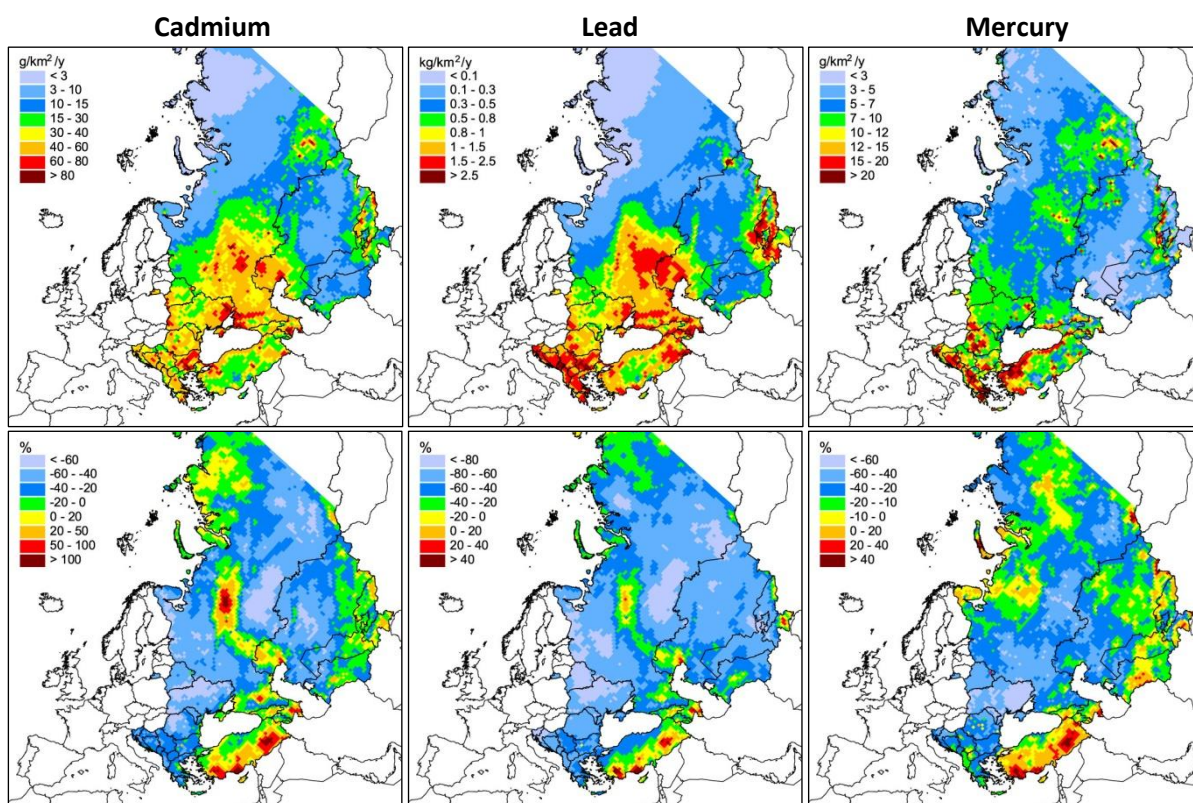 Cadmium
Lead
Mercury
g/km²/y
< 3
3 - 10
10 - 15
15 - 30
30 - 40
40 - 60
60 - 80
> 80
kg/km²/y
< 0.1
0.1 - 0.3
0.3 - 0.5
0.5 - 0.8
0.8 - 1
1 - 1.5
1.5 - 2.5
> 2.5
g/km²/y
< 3
3 - 5
5 - 7
7 - 10
10 - 12
12 - 15
15 - 20
> 20
%
< -60
-60 - -40
-40 - -20
-20 - 0
0 - 20
20 - 50
50 - 100
> 100
%
< -80
-80 - -60
-60 - -40
-40 - -20
-20 - 0
0 - 20
20 - 40
> 40
%
< -60
-60 - -40
-40 - -20
-20 - -10
-10 - 0
0 - 20
20 - 40
> 40